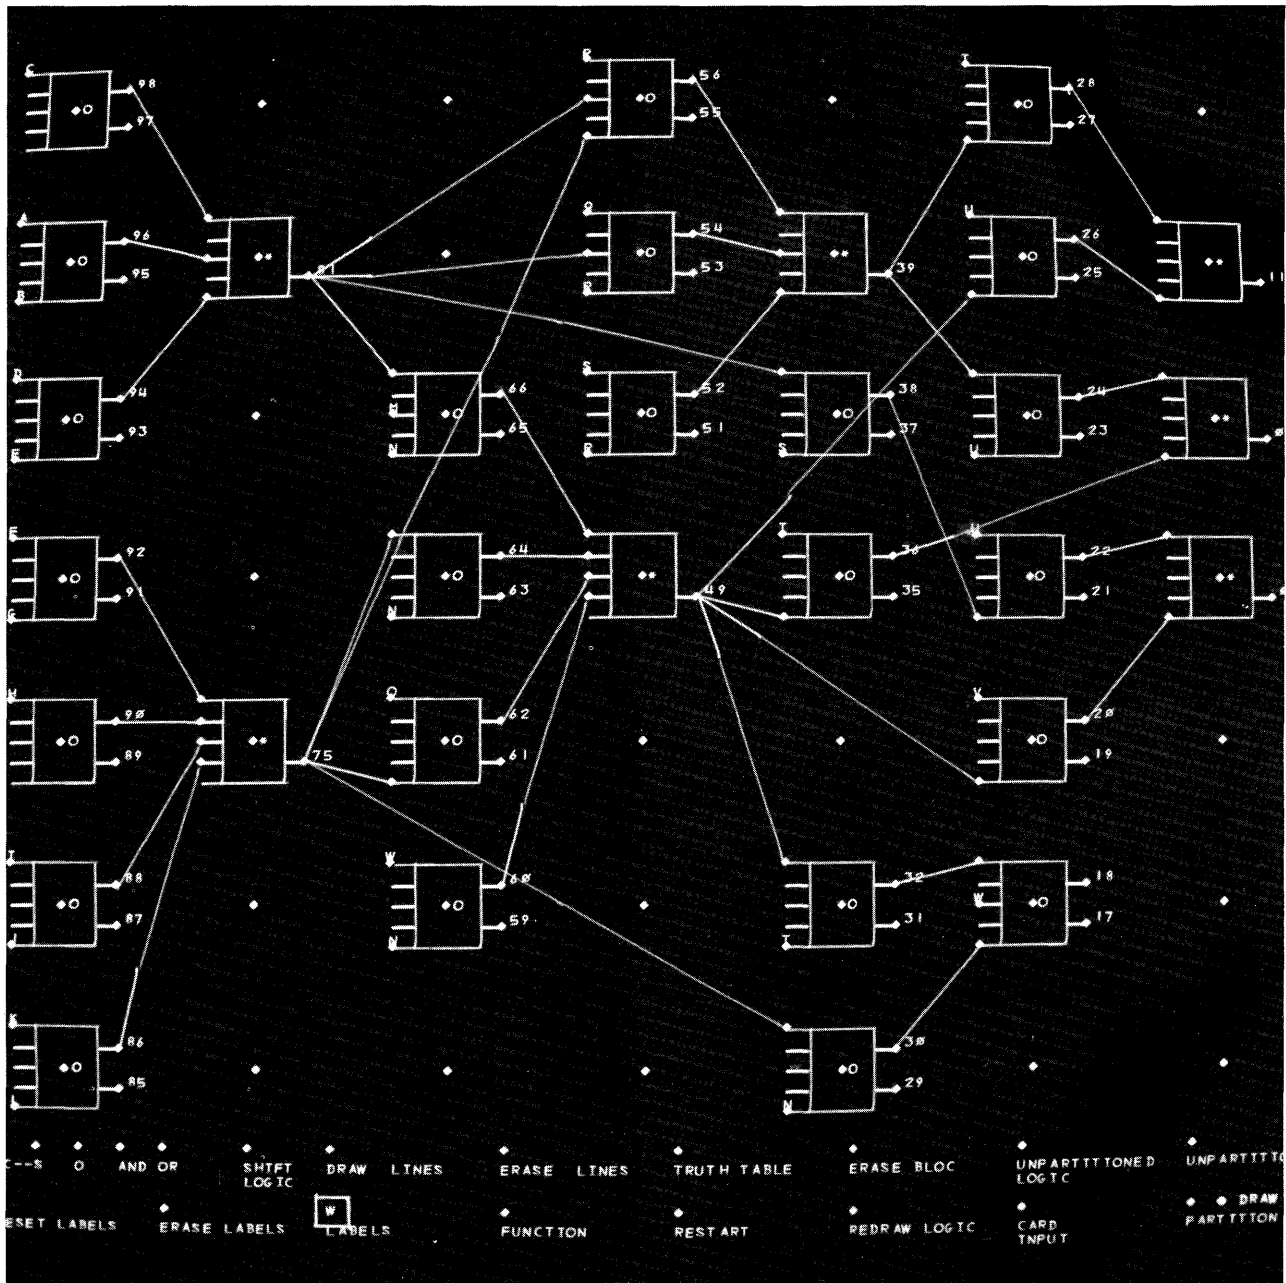 C R T
98 56 28
◆O ◆O ◆O
97 55 27
A Q U
96 54 26
◆O ◆* ◆O ◆* ◆O ◆*
95 81 53 39 25 11
B R
D S
94 66 52 38 24
◆O M ◆O ◆O ◆O ◆O ◆*
93 65 51 37 23
E N R S U
F T U
92 64 36 22
◆O ◆O ◆* ◆O ◆O ◆*
91 63 49 35 21
G N
H O V
90 62 20
◆O ◆* ◆O ◆O
89 75 61 19
I W
88 60 32 18
◆O ◆O ◆O W ◆O
87 59 31 17
J N T
K
86 30
◆O ◆O
85 29
L N
C--S O AND OR SHIFT LOGIC DRAW LINES ERASE LINES TRUTH TABLE ERASE BLOC UNPARTITIONED LOGIC UNPARTITIO
ESET LABELS ERASE LABELS W LABELS FUNCTION RESTART REDRAW LOGIC CARD INPUT DRAW PARTITION